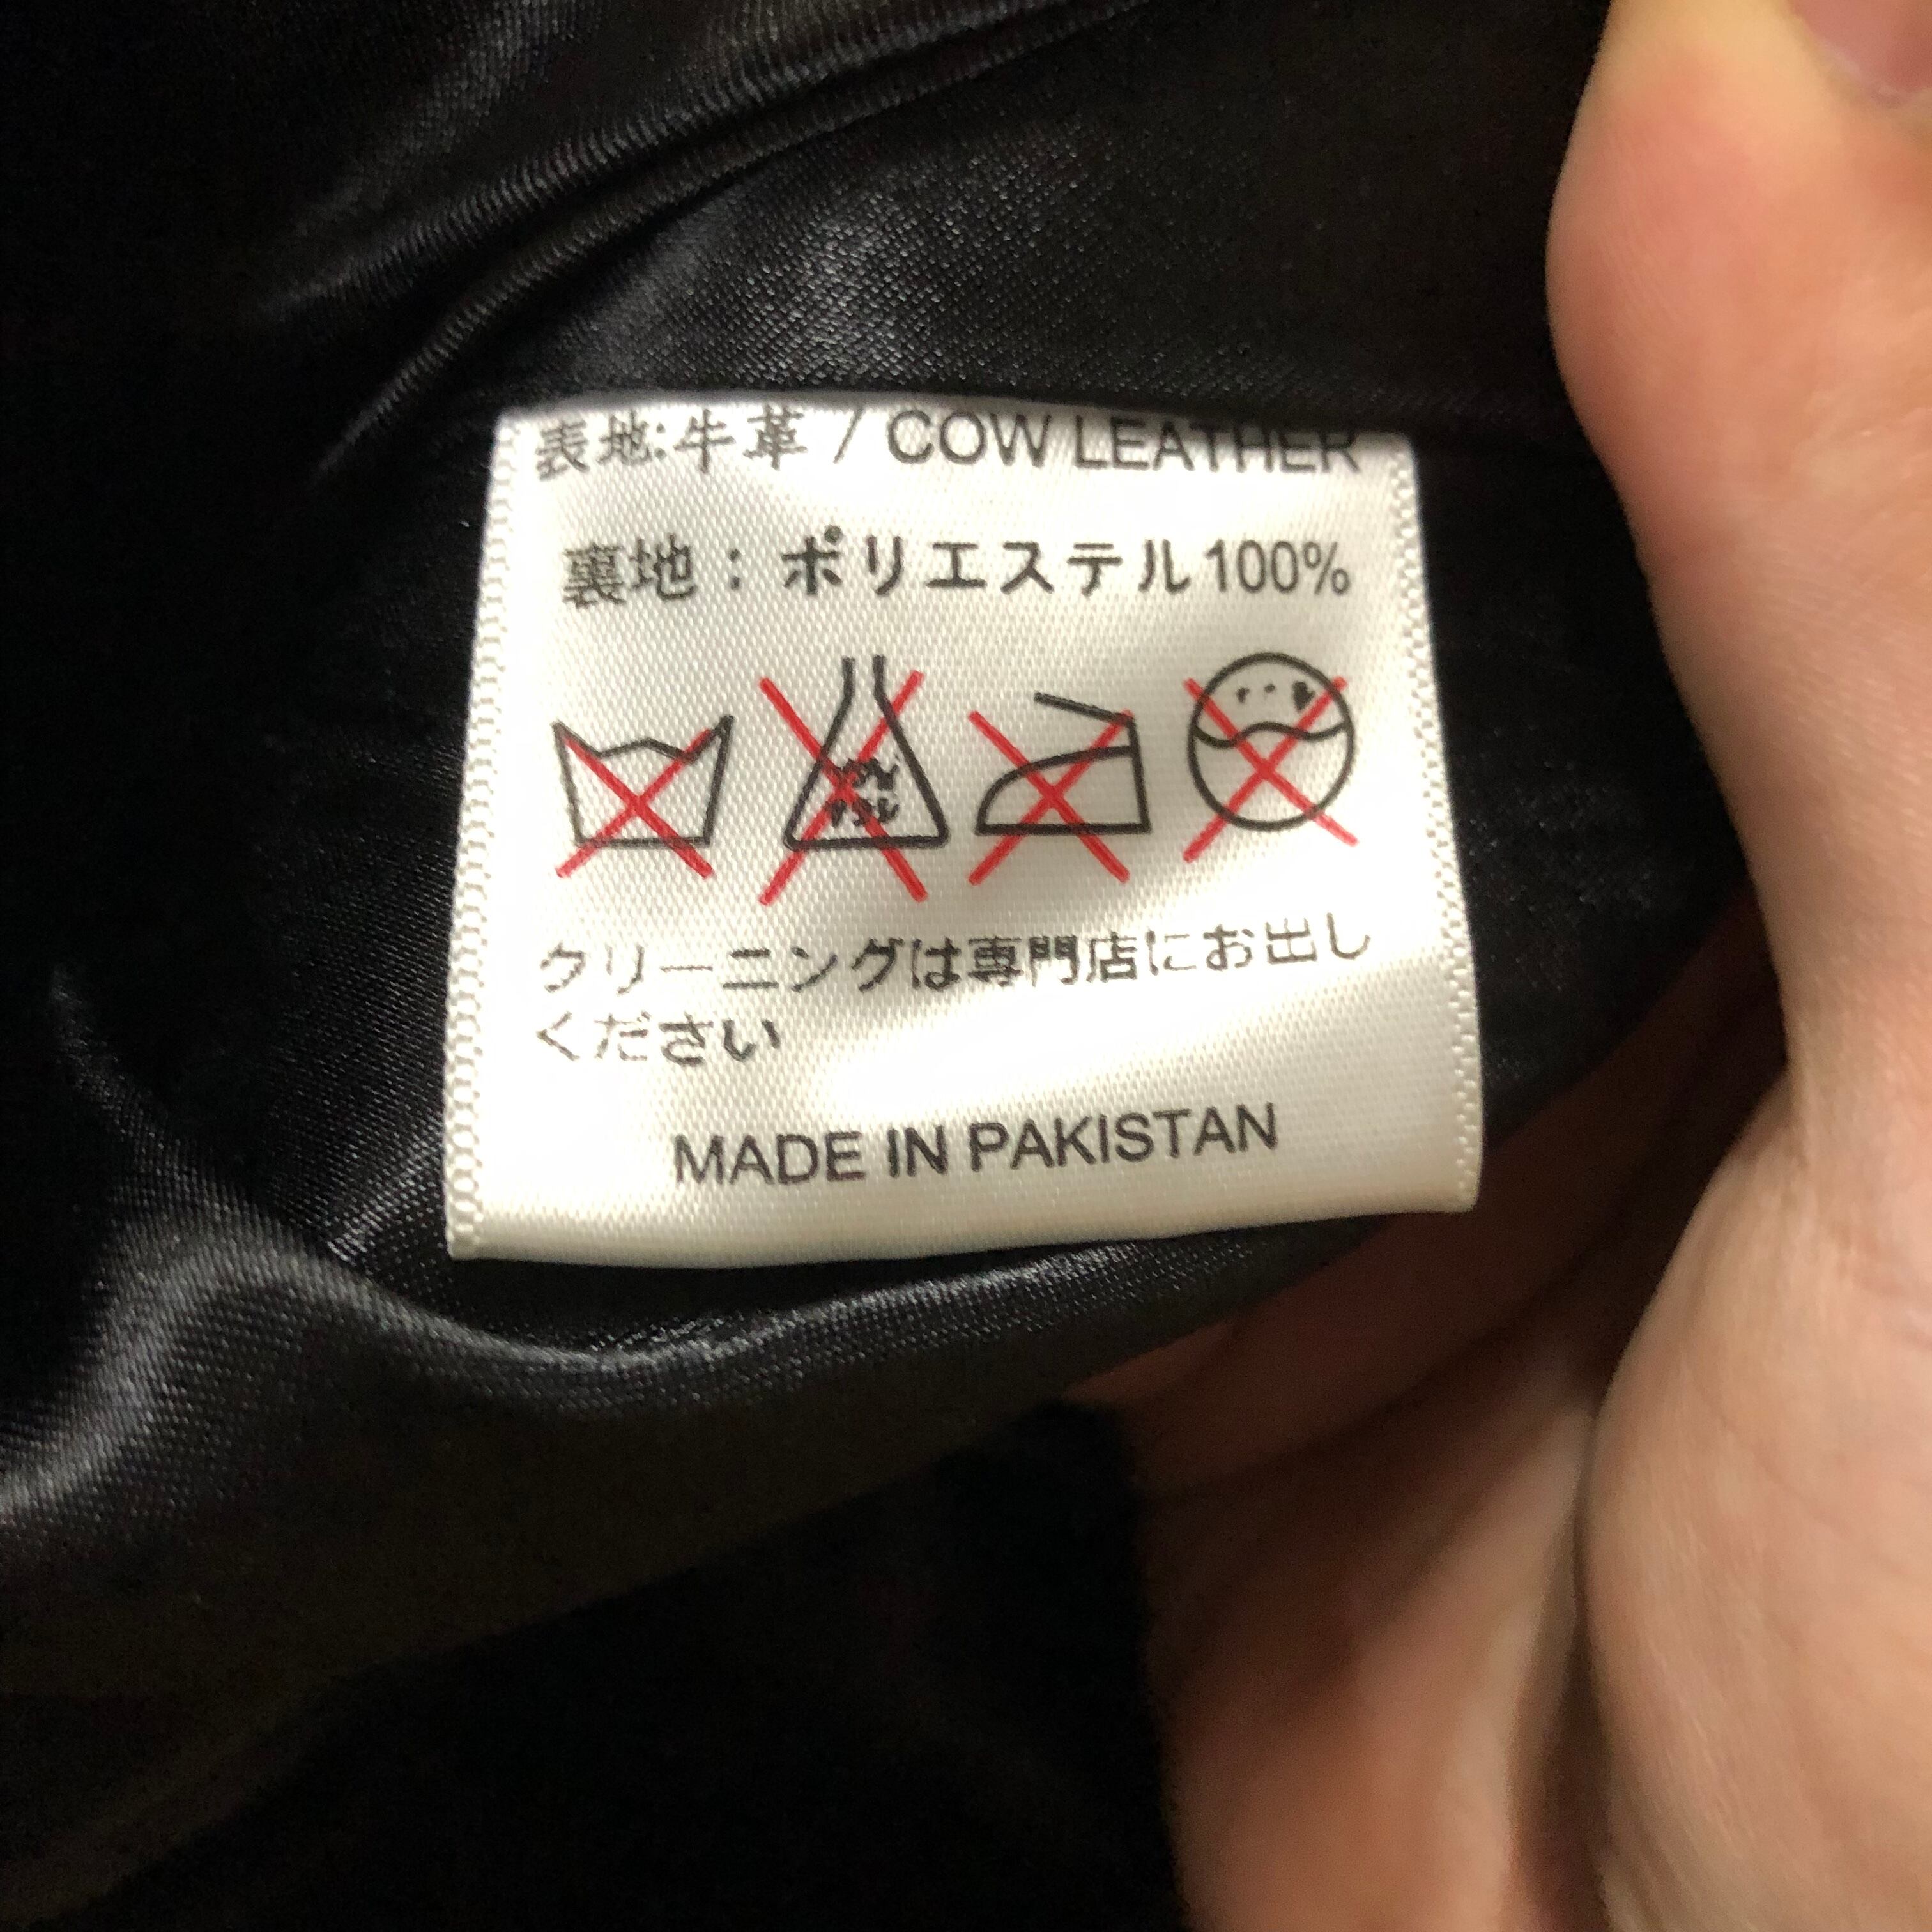 表地:牛革 / COW LEATHER
裏地：ポリエステル100%
クリーニングは専門店にお出し
ください
MADE IN PAKISTAN